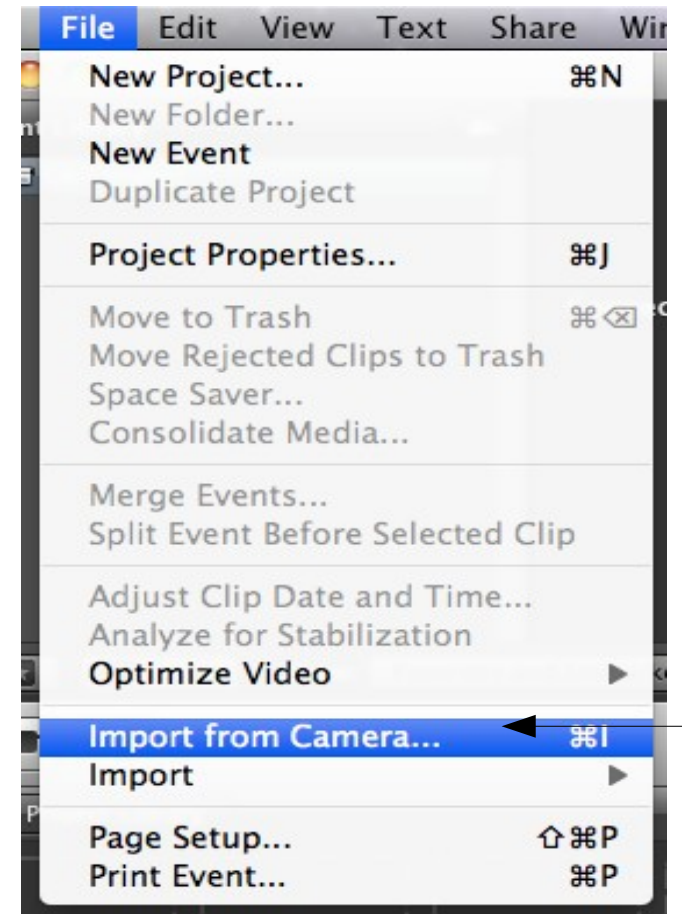 File Edit View Text Share
New Project... ⌘N
New Folder...
New Event
Duplicate Project
Project Properties... ⌘J
Move to Trash ⌘⌫
Move Rejected Clips to Trash
Space Saver...
Consolidate Media...
Merge Events...
Split Event Before Selected Clip
Adjust Clip Date and Time...
Analyze for Stabilization
Optimize Video ▶
Import from Camera... ⌘I
Import ▶
Page Setup... ⇧⌘P
Print Event... ⌘P